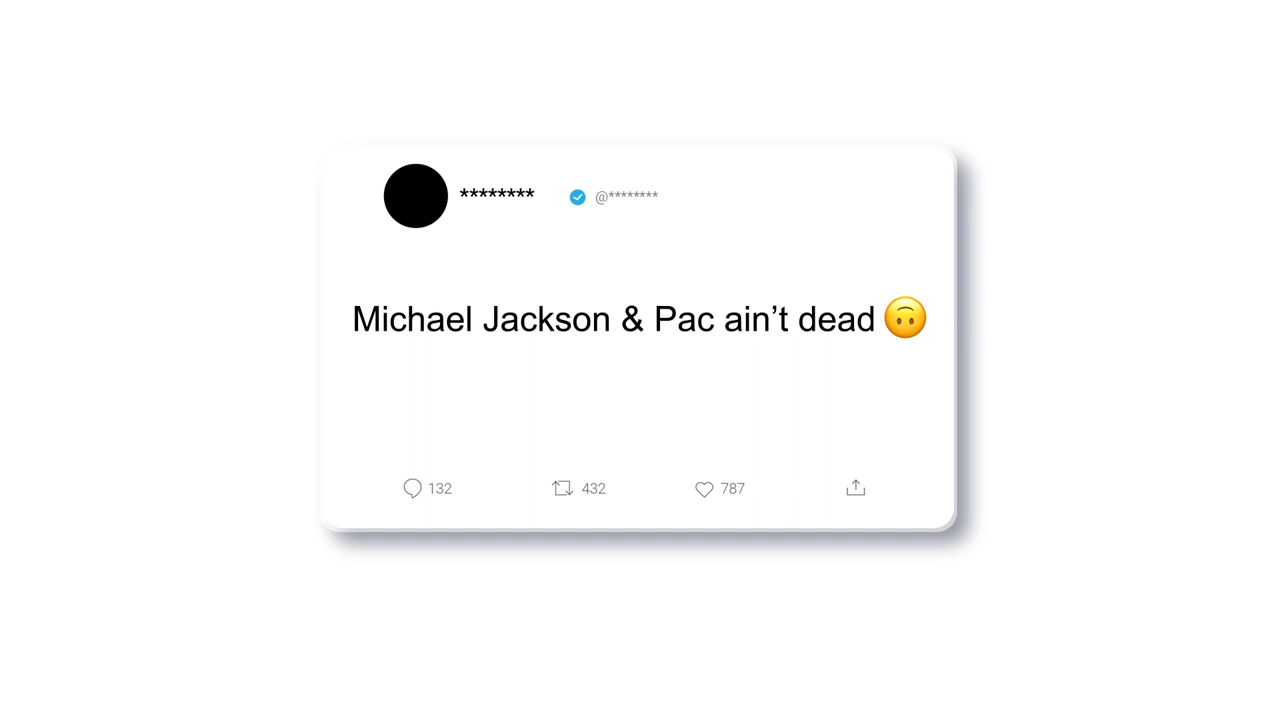 ******** @********
Michael Jackson & Pac ain’t dead 🙃
132 432 787